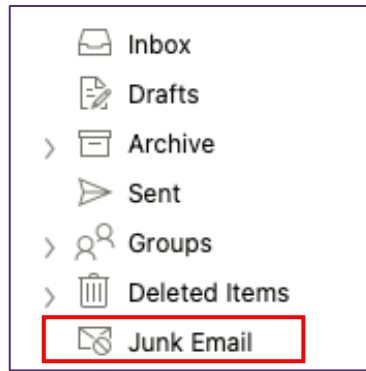 Inbox
Drafts
Archive
Sent
Groups
Deleted Items
Junk Email